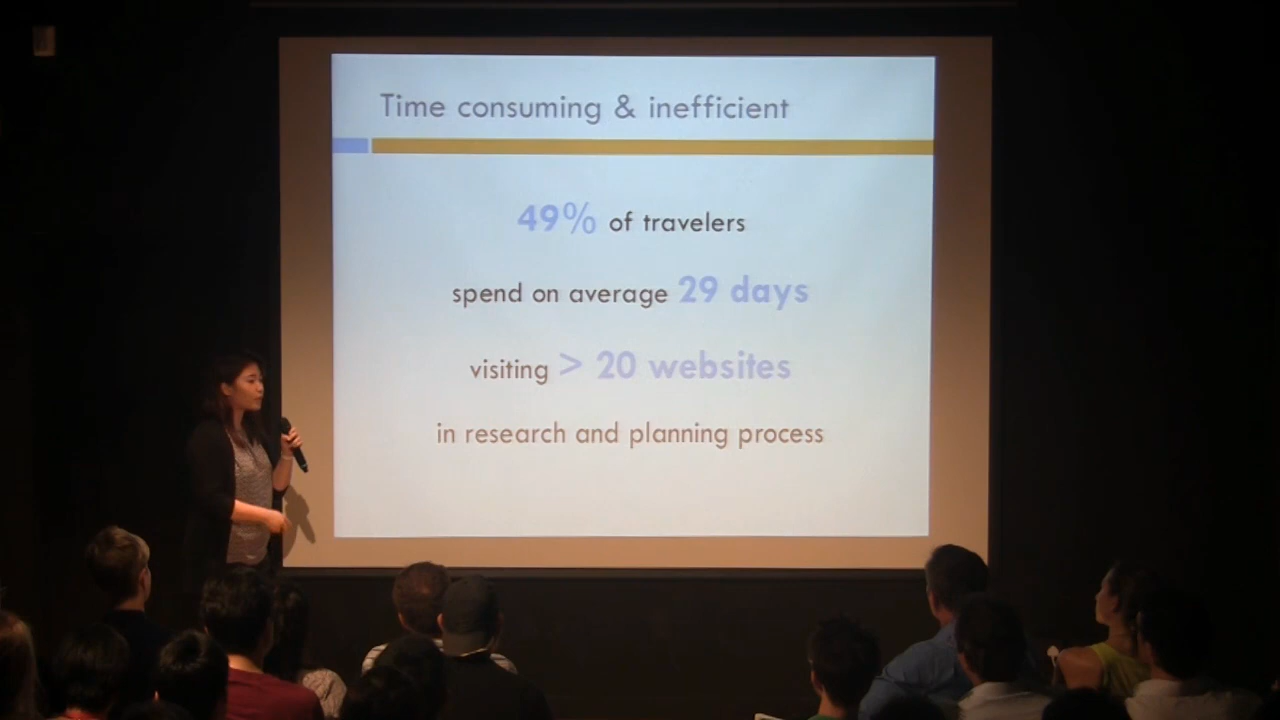 Time consuming & inefficient
49% of travelers
spend on average 29 days
visiting > 20 websites
in research and planning process